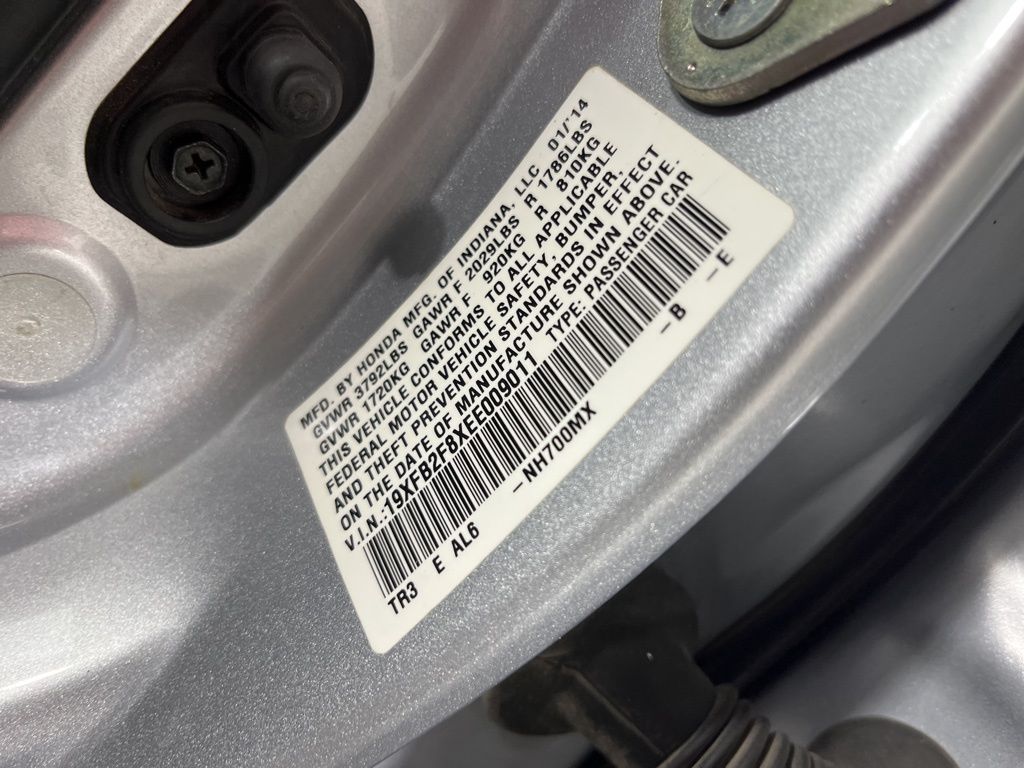 MFD. BY HONDA MFG. OF INDIANA, LLC 01/'14
GVWR 3792LBS GAWR F 2029LBS R 1786LBS
GVWR 1720KG GAWR F 920KG R 810KG
THIS VEHICLE CONFORMS TO ALL APPLICABLE
FEDERAL MOTOR VEHICLE SAFETY, BUMPER,
AND THEFT PREVENTION STANDARDS IN EFFECT
ON THE DATE OF MANUFACTURE SHOWN ABOVE.
V.I.N.:19XFB2F8XEE009011 TYPE: PASSENGER CAR
TR3 E AL6 -NH700MX -B -E